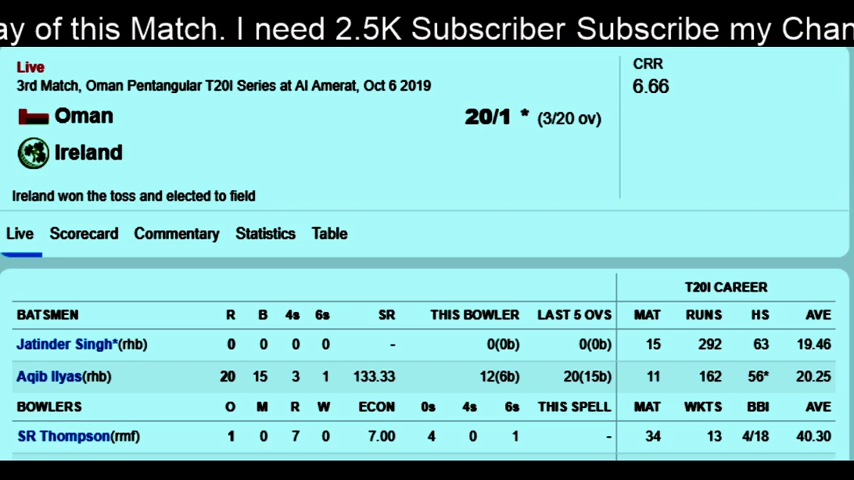 ay of this Match. I need 2.5K Subscriber Subscribe my Chan
Live
3rd Match, Oman Pentangular T20I Series at Al Amerat, Oct 6 2019
CRR
6.66
Oman 20/1 * (3/20 ov)
Ireland
Ireland won the toss and elected to field
Live Scorecard Commentary Statistics Table
T20I CAREER
BATSMEN R B 4s 6s SR THIS BOWLER LAST 5 OVS MAT RUNS HS AVE
Jatinder Singh*(rhb) 0 0 0 0 - 0(0b) 0(0b) 15 292 63 19.46
Aqib Ilyas(rhb) 20 15 3 1 133.33 12(6b) 20(15b) 11 162 56* 20.25
BOWLERS O M R W ECON 0s 4s 6s THIS SPELL MAT WKTS BBI AVE
SR Thompson(rmf) 1 0 7 0 7.00 4 0 1 - 34 13 4/18 40.30